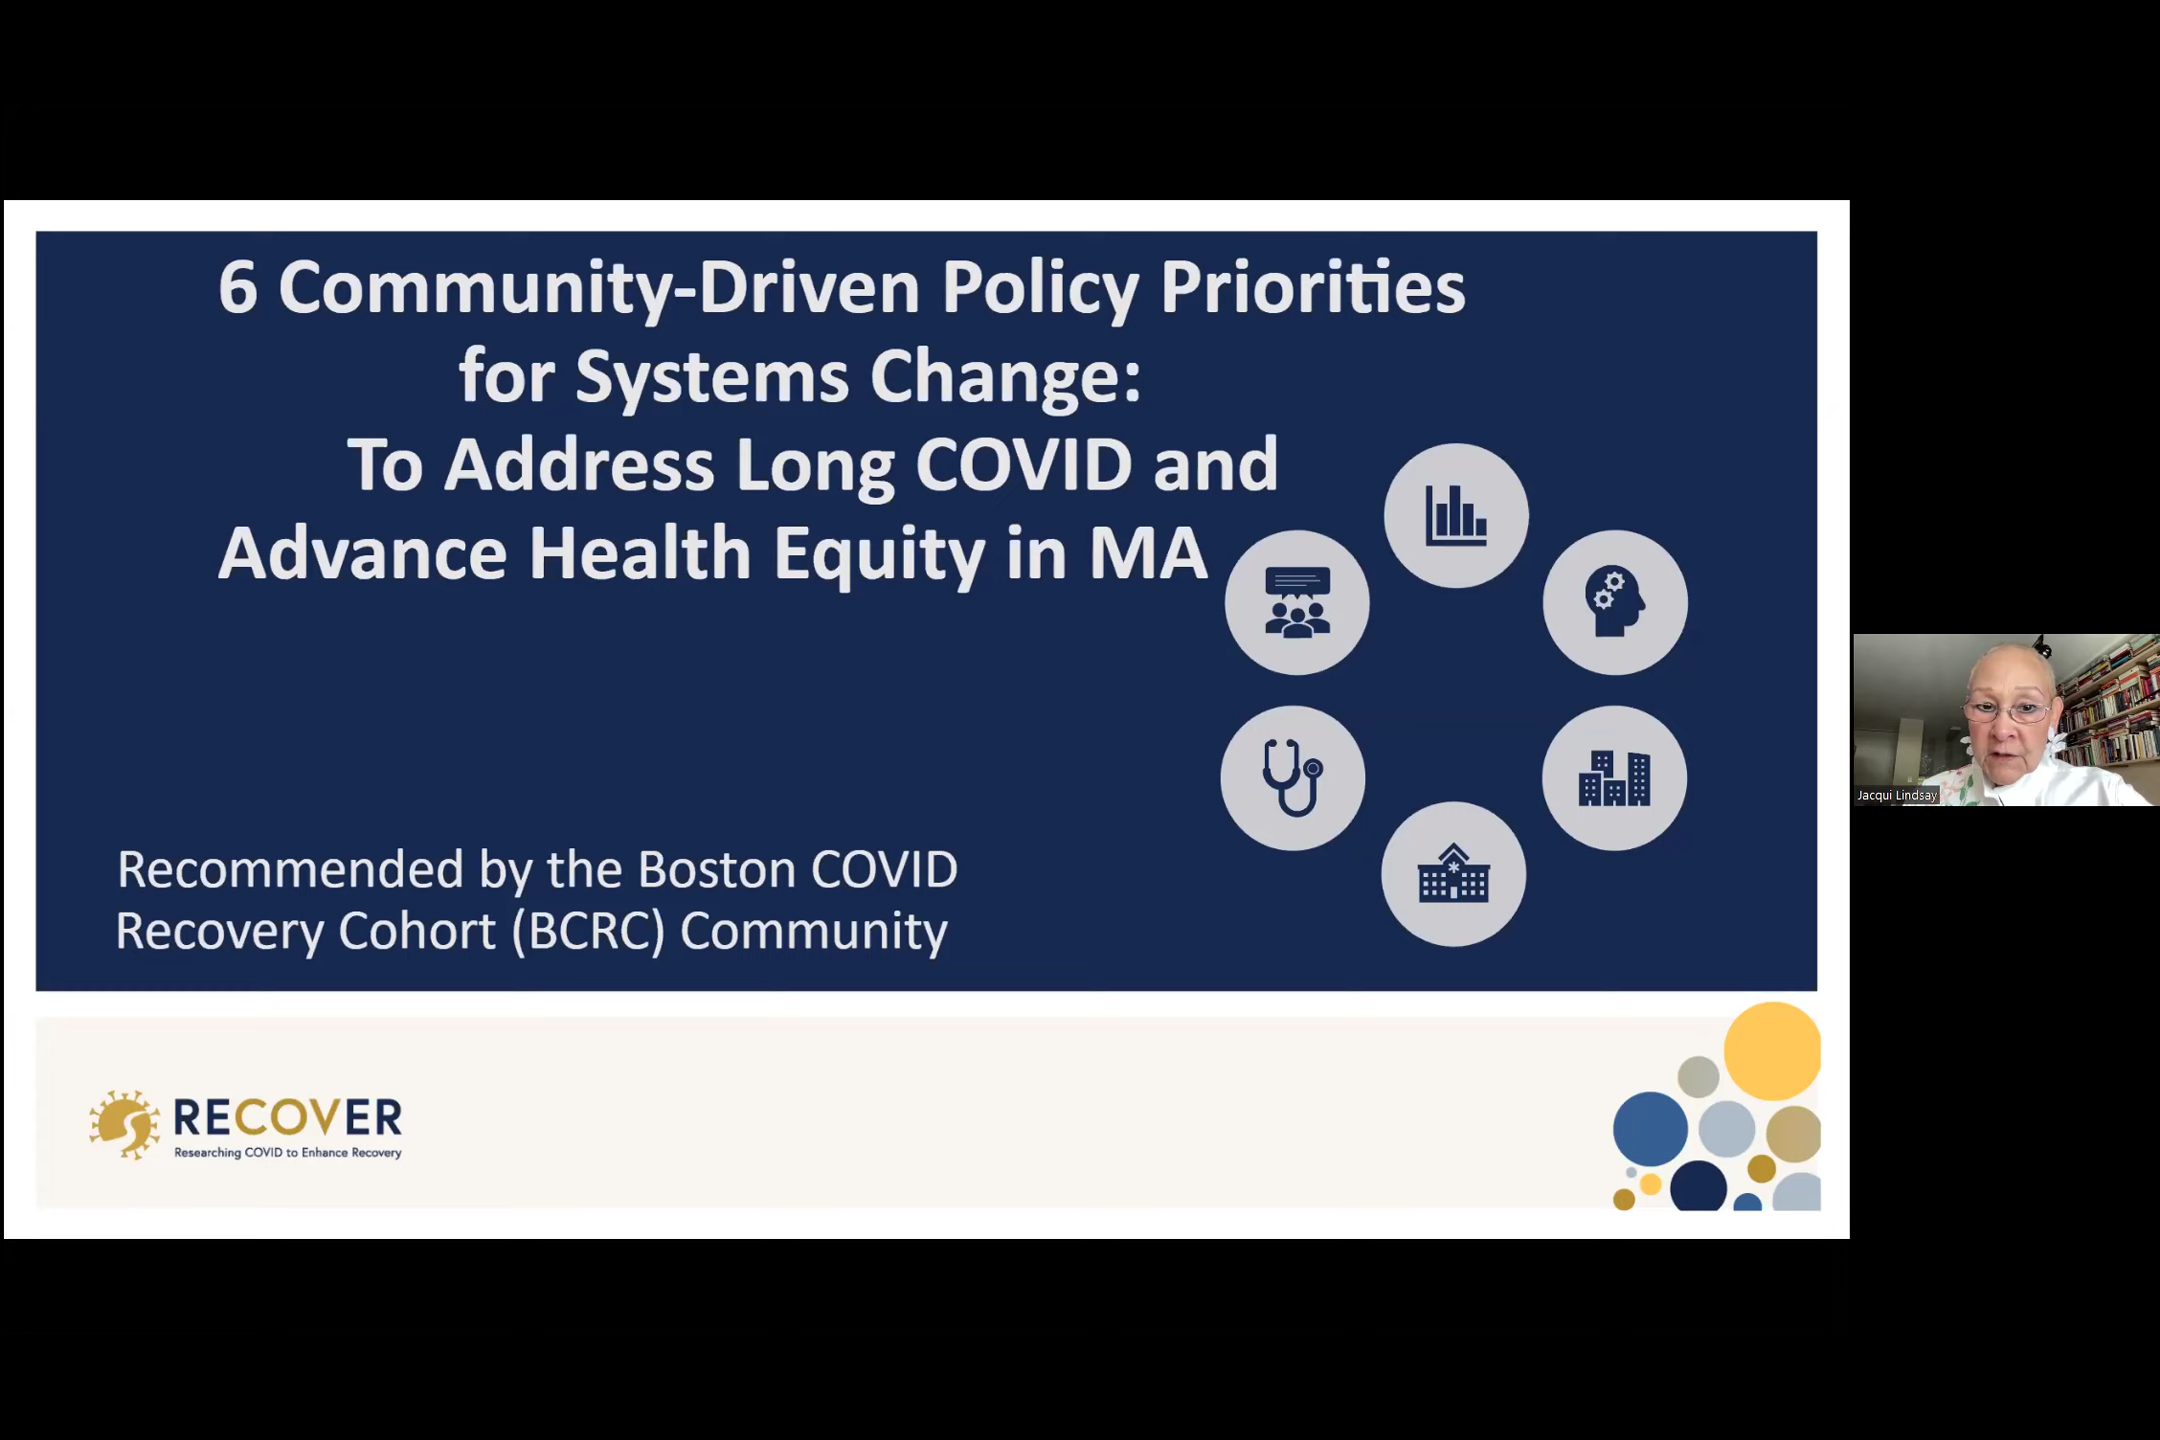 6 Community-Driven Policy Priorities
for Systems Change:
To Address Long COVID and
Advance Health Equity in MA
Recommended by the Boston COVID
Recovery Cohort (BCRC) Community
RECOVER
Researching COVID to Enhance Recovery
Jacqui Lindsay